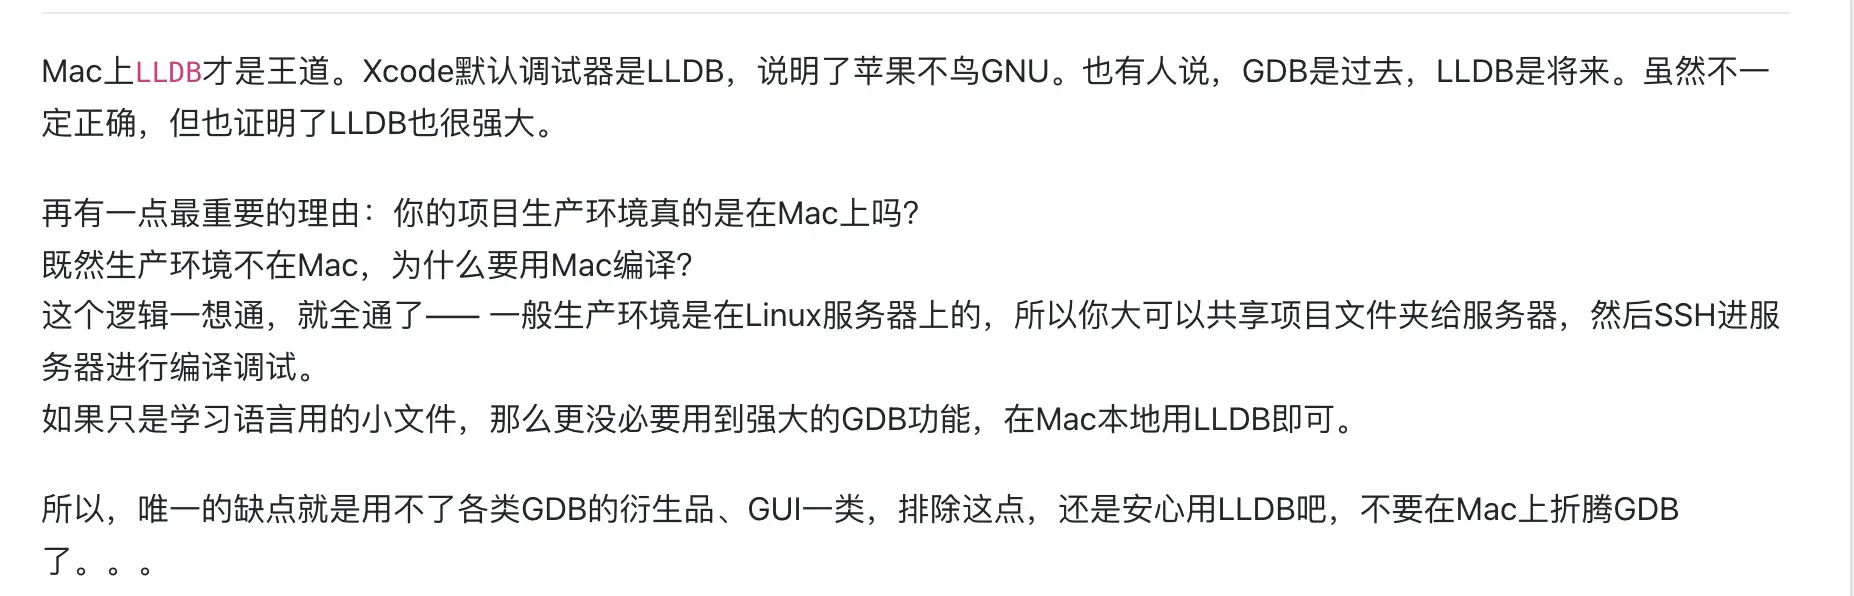 Mac上LLDB才是王道。Xcode默认调试器是LLDB，说明了苹果不鸟GNU。也有人说，GDB是过去，LLDB是将来。虽然不一
定正确，但也证明了LLDB也很强大。
再有一点最重要的理由：你的项目生产环境真的是在Mac上吗？
既然生产环境不在Mac，为什么要用Mac编译？
这个逻辑一想通，就全通了—— 一般生产环境是在Linux服务器上的，所以你大可以共享项目文件夹给服务器，然后SSH进服
务器进行编译调试。
如果只是学习语言用的小文件，那么更没必要用到强大的GDB功能，在Mac本地用LLDB即可。
所以，唯一的缺点就是用不了各类GDB的衍生品、GUI一类，排除这点，还是安心用LLDB吧，不要在Mac上折腾GDB
了。。。